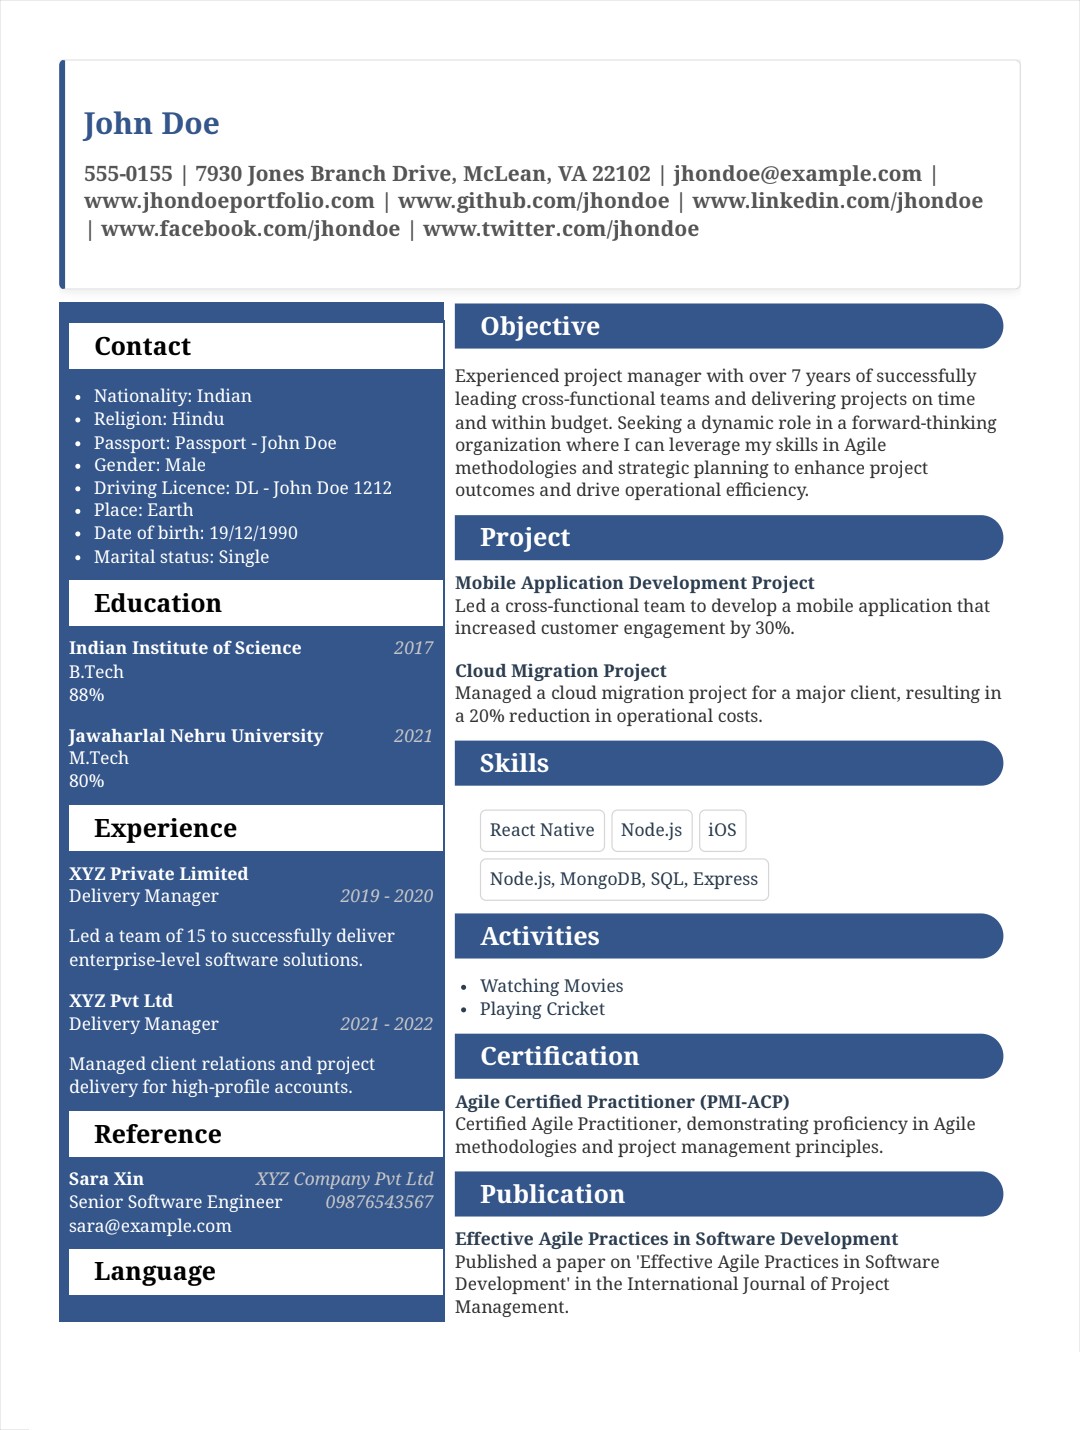 John Doe
555-0155 | 7930 Jones Branch Drive, McLean, VA 22102 | jhondoe@example.com |
www.jhondoeportfolio.com | www.github.com/jhondoe | www.linkedin.com/jhondoe
| www.facebook.com/jhondoe | www.twitter.com/jhondoe
Contact
• Nationality: Indian
• Religion: Hindu
• Passport: Passport - John Doe
• Gender: Male
• Driving Licence: DL - John Doe 1212
• Place: Earth
• Date of birth: 19/12/1990
• Marital status: Single
Education
Indian Institute of Science 2017
B.Tech
88%
Jawaharlal Nehru University 2021
M.Tech
80%
Experience
XYZ Private Limited
Delivery Manager 2019 - 2020
Led a team of 15 to successfully deliver
enterprise-level software solutions.
XYZ Pvt Ltd
Delivery Manager 2021 - 2022
Managed client relations and project
delivery for high-profile accounts.
Reference
Sara Xin XYZ Company Pvt Ltd
Senior Software Engineer 09876543567
sara@example.com
Language
Objective
Experienced project manager with over 7 years of successfully
leading cross-functional teams and delivering projects on time
and within budget. Seeking a dynamic role in a forward-thinking
organization where I can leverage my skills in Agile
methodologies and strategic planning to enhance project
outcomes and drive operational efficiency.
Project
Mobile Application Development Project
Led a cross-functional team to develop a mobile application that
increased customer engagement by 30%.
Cloud Migration Project
Managed a cloud migration project for a major client, resulting in
a 20% reduction in operational costs.
Skills
React Native Node.js iOS
Node.js, MongoDB, SQL, Express
Activities
• Watching Movies
• Playing Cricket
Certification
Agile Certified Practitioner (PMI-ACP)
Certified Agile Practitioner, demonstrating proficiency in Agile
methodologies and project management principles.
Publication
Effective Agile Practices in Software Development
Published a paper on 'Effective Agile Practices in Software
Development' in the International Journal of Project
Management.